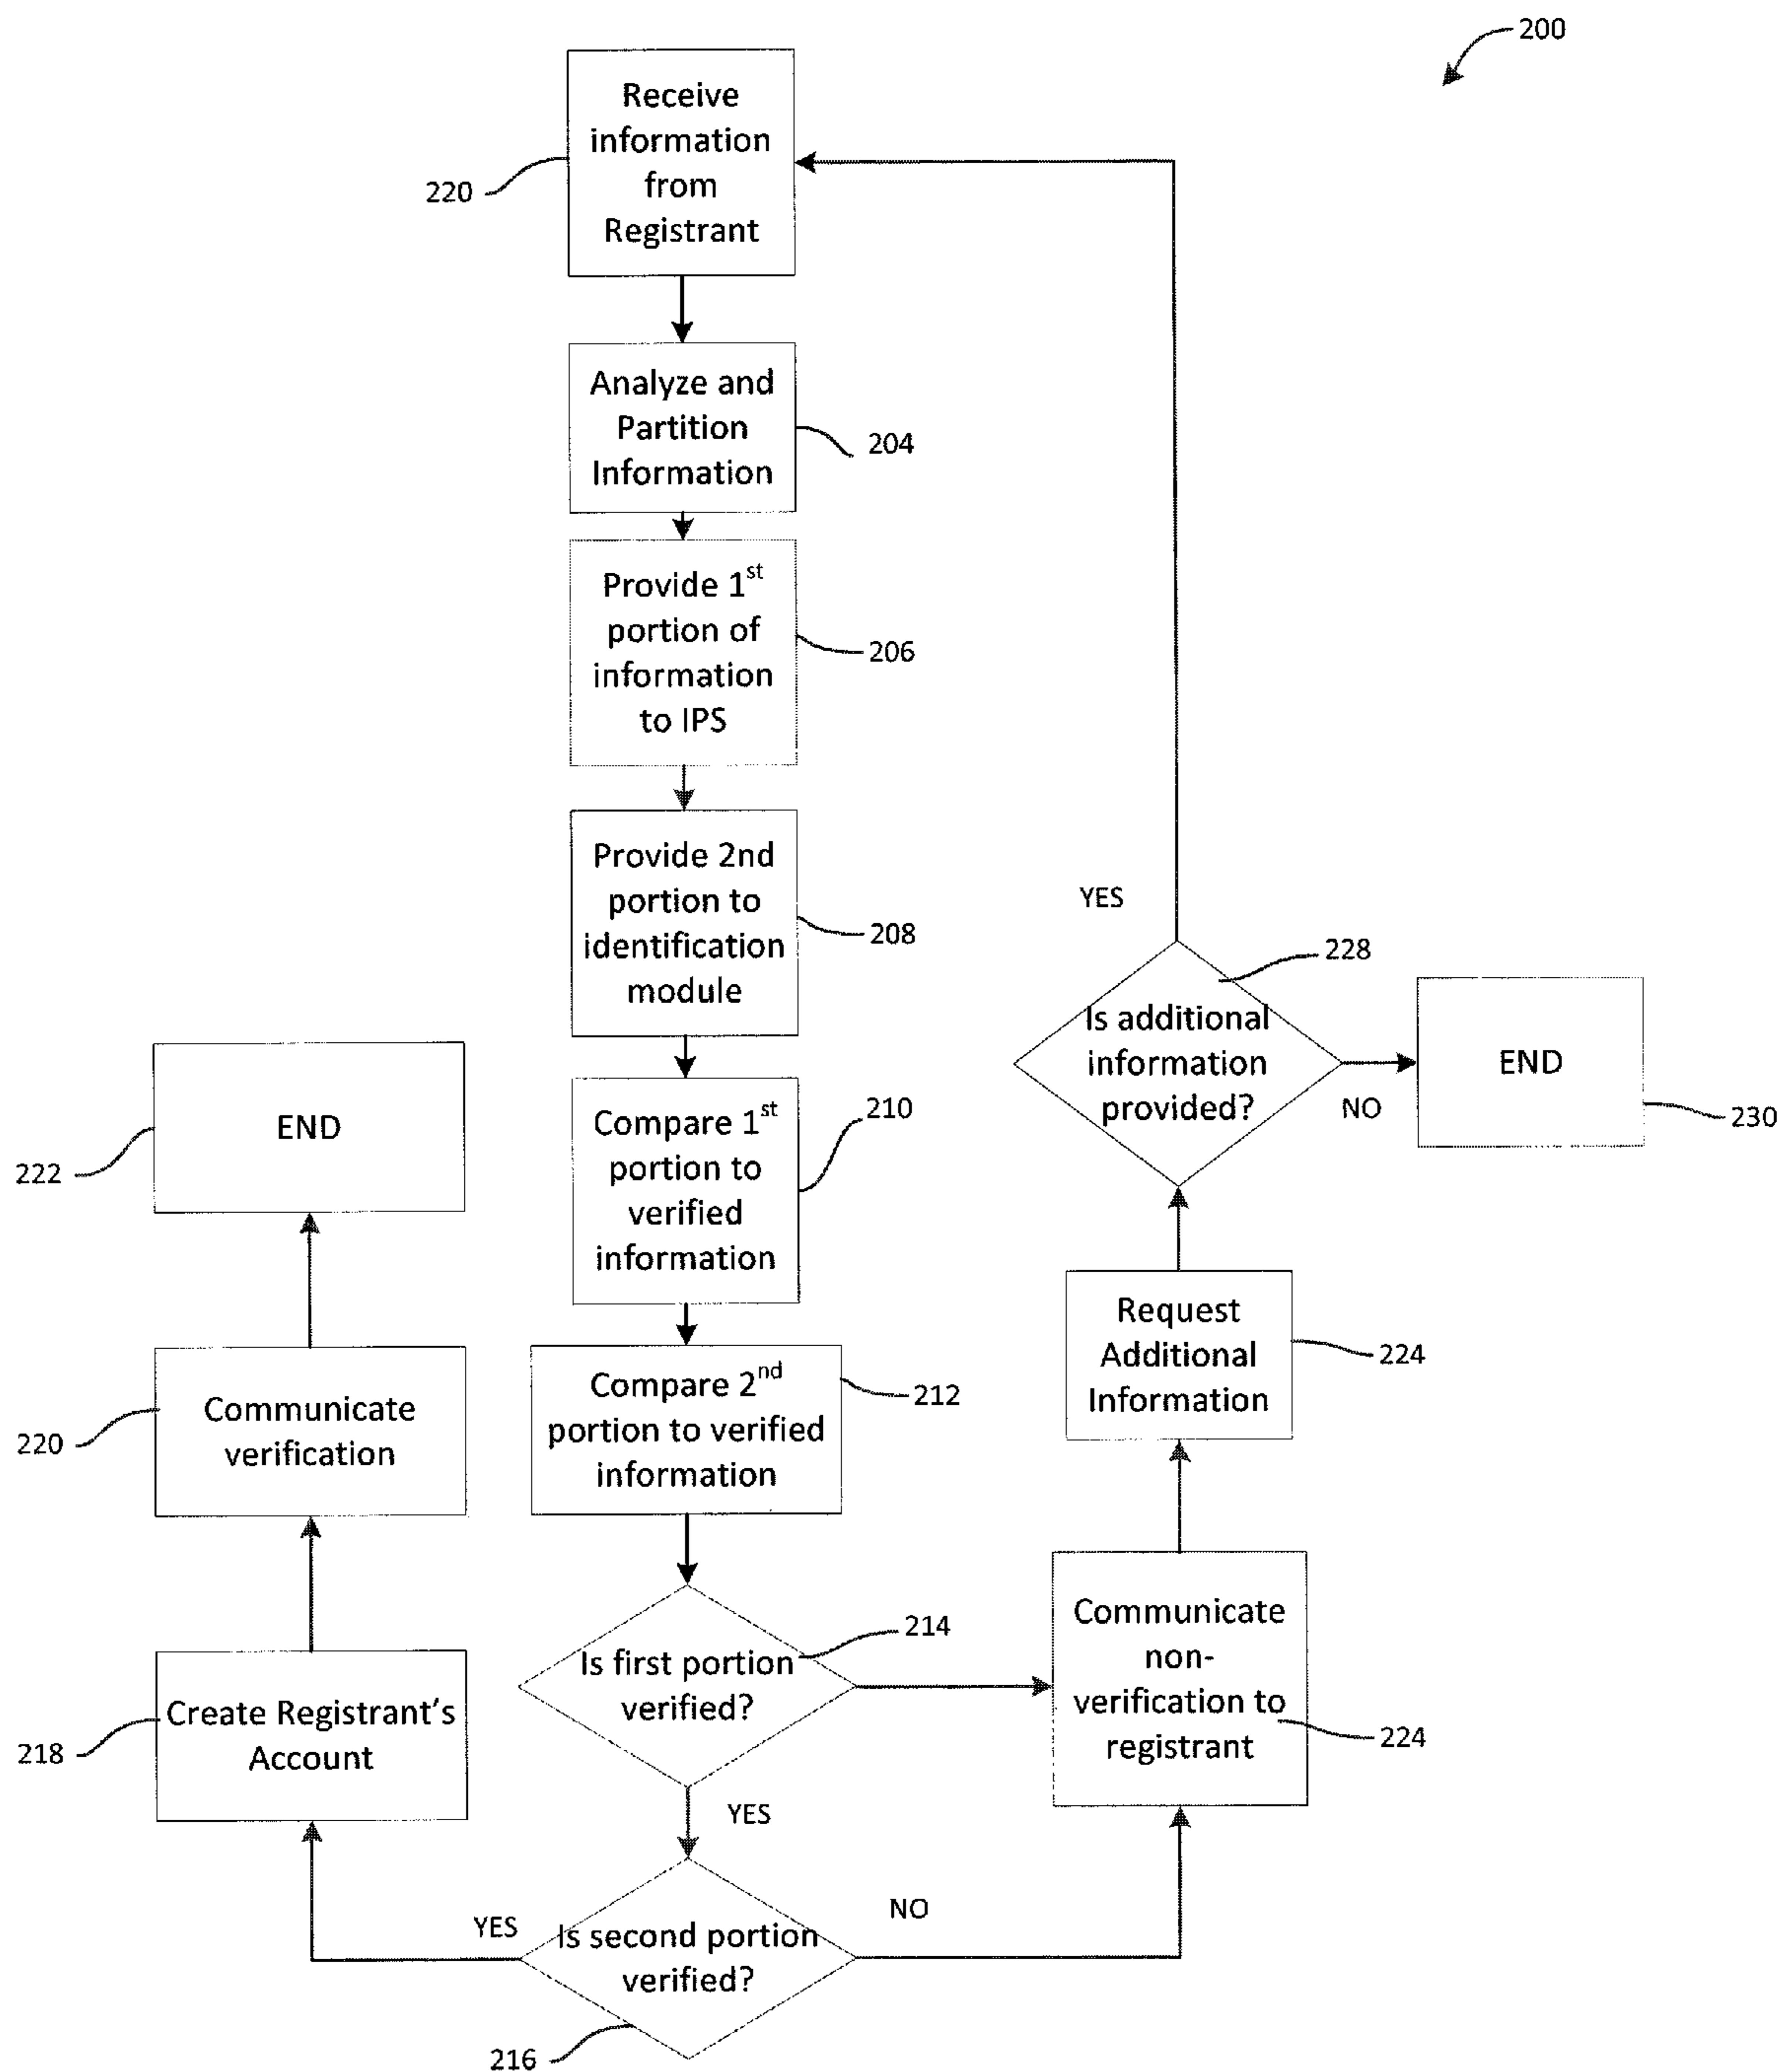 200
Receive
information
from
Registrant
220
Analyze and
Partition
Information
204
Provide 1st
portion of
information
to IPS
206
Provide 2nd
portion to
identification
module
208
Compare 1st
portion to
verified
information
210
Compare 2nd
portion to verified
information
212
Is first portion
verified?
214
YES
Is second portion
verified?
216
YES
NO
Create Registrant's
Account
218
Communicate
verification
220
END
222
Communicate
non-
verification to
registrant
224
Request
Additional
Information
224
Is additional
information
provided?
228
YES
NO
END
230